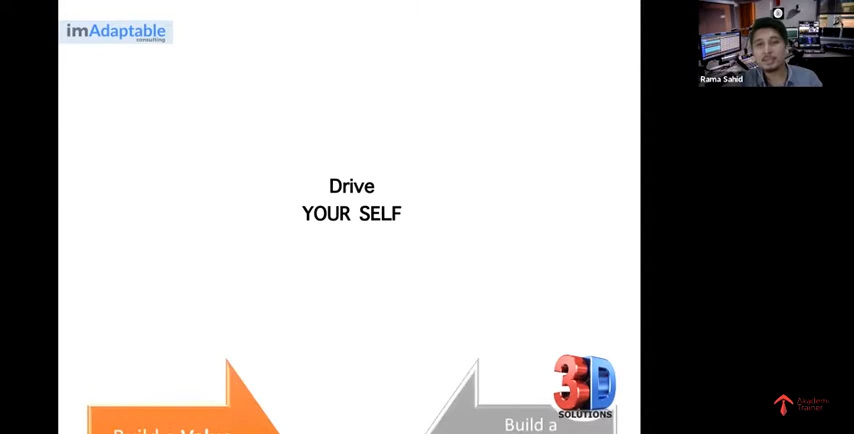 imAdaptable
consulting
Rama Sahid
Drive
YOUR SELF
3D
SOLUTIONS
Build a
Akademi
Trainer